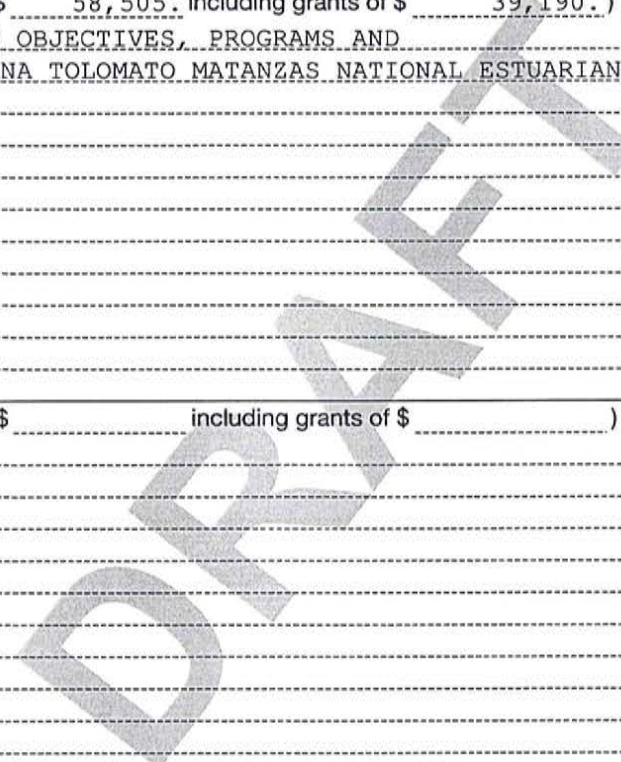 $ 58,505. including grants of $ 39,190.)
OBJECTIVES, PROGRAMS AND
NA TOLOMATO MATANZAS NATIONAL ESTUARIAN
$ including grants of $ )
DRAFT